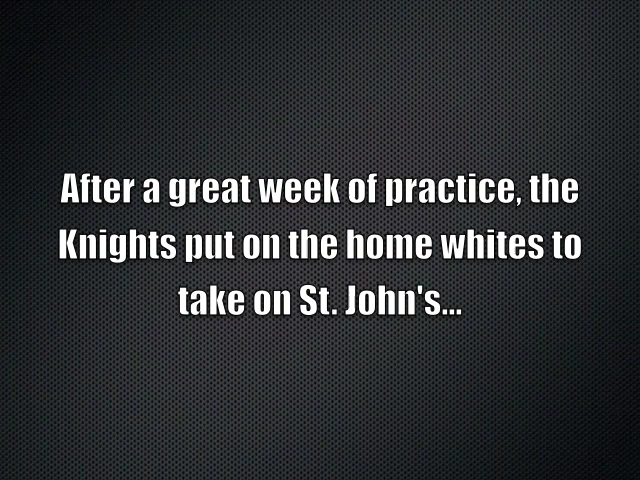 After a great week of practice, the
Knights put on the home whites to
take on St. John's...